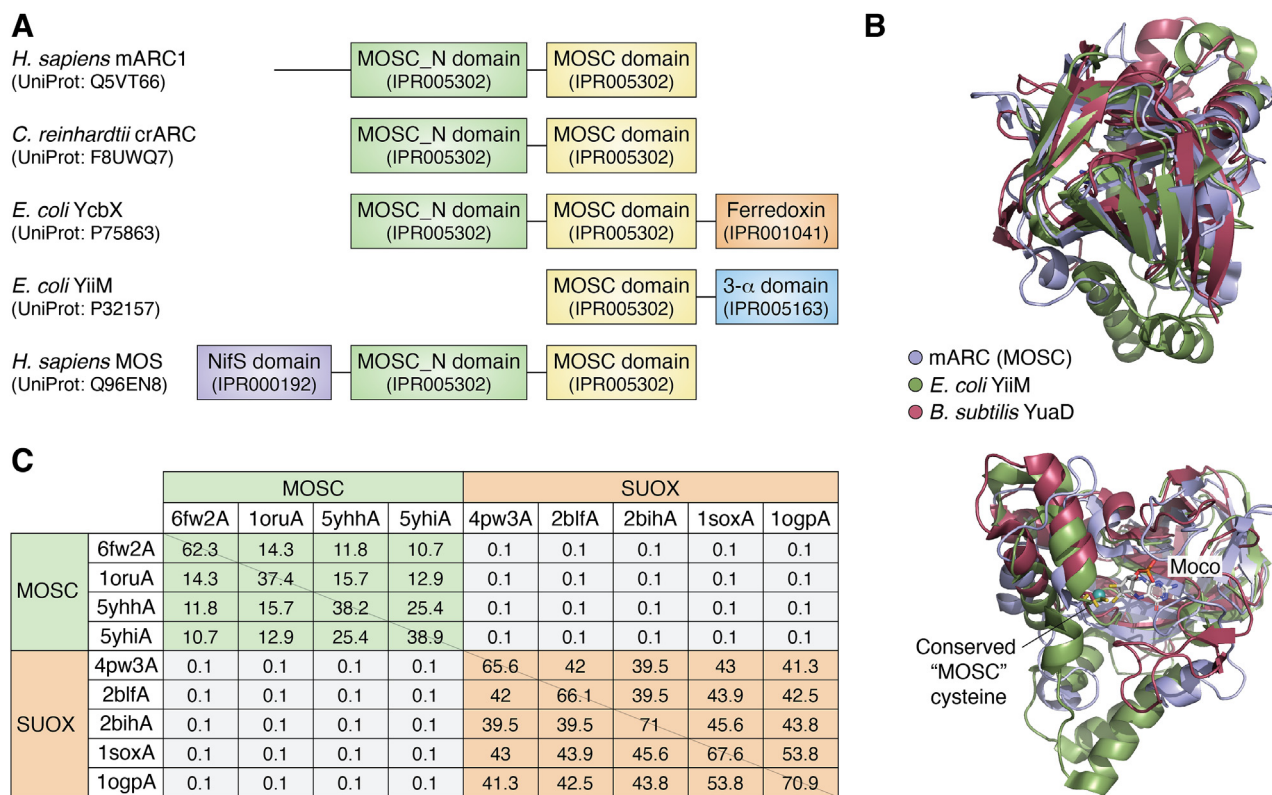 A
H. sapiens mARC1
(UniProt: Q5VT66)
MOSC_N domain
(IPR005302)
MOSC domain
(IPR005302)
C. reinhardtii crARC
(UniProt: F8UWQ7)
MOSC_N domain
(IPR005302)
MOSC domain
(IPR005302)
E. coli YcbX
(UniProt: P75863)
MOSC_N domain
(IPR005302)
MOSC domain
(IPR005302)
Ferredoxin
(IPR001041)
E. coli YiiM
(UniProt: P32157)
MOSC domain
(IPR005302)
3-α domain
(IPR005163)
H. sapiens MOS
(UniProt: Q96EN8)
NifS domain
(IPR000192)
MOSC_N domain
(IPR005302)
MOSC domain
(IPR005302)
B
mARC (MOSC)
E. coli YiiM
B. subtilis YuaD
Moco
Conserved
“MOSC”
cysteine
C
MOSC SUOX
6fw2A 1oruA 5yhhA 5yhiA 4pw3A 2blfA 2bihA 1soxA 1ogpA
MOSC
6fw2A 62.3 14.3 11.8 10.7 0.1 0.1 0.1 0.1 0.1
1oruA 14.3 37.4 15.7 12.9 0.1 0.1 0.1 0.1 0.1
5yhhA 11.8 15.7 38.2 25.4 0.1 0.1 0.1 0.1 0.1
5yhiA 10.7 12.9 25.4 38.9 0.1 0.1 0.1 0.1 0.1
SUOX
4pw3A 0.1 0.1 0.1 0.1 65.6 42 39.5 43 41.3
2blfA 0.1 0.1 0.1 0.1 42 66.1 39.5 43.9 42.5
2bihA 0.1 0.1 0.1 0.1 39.5 39.5 71 45.6 43.8
1soxA 0.1 0.1 0.1 0.1 43 43.9 45.6 67.6 53.8
1ogpA 0.1 0.1 0.1 0.1 41.3 42.5 43.8 53.8 70.9